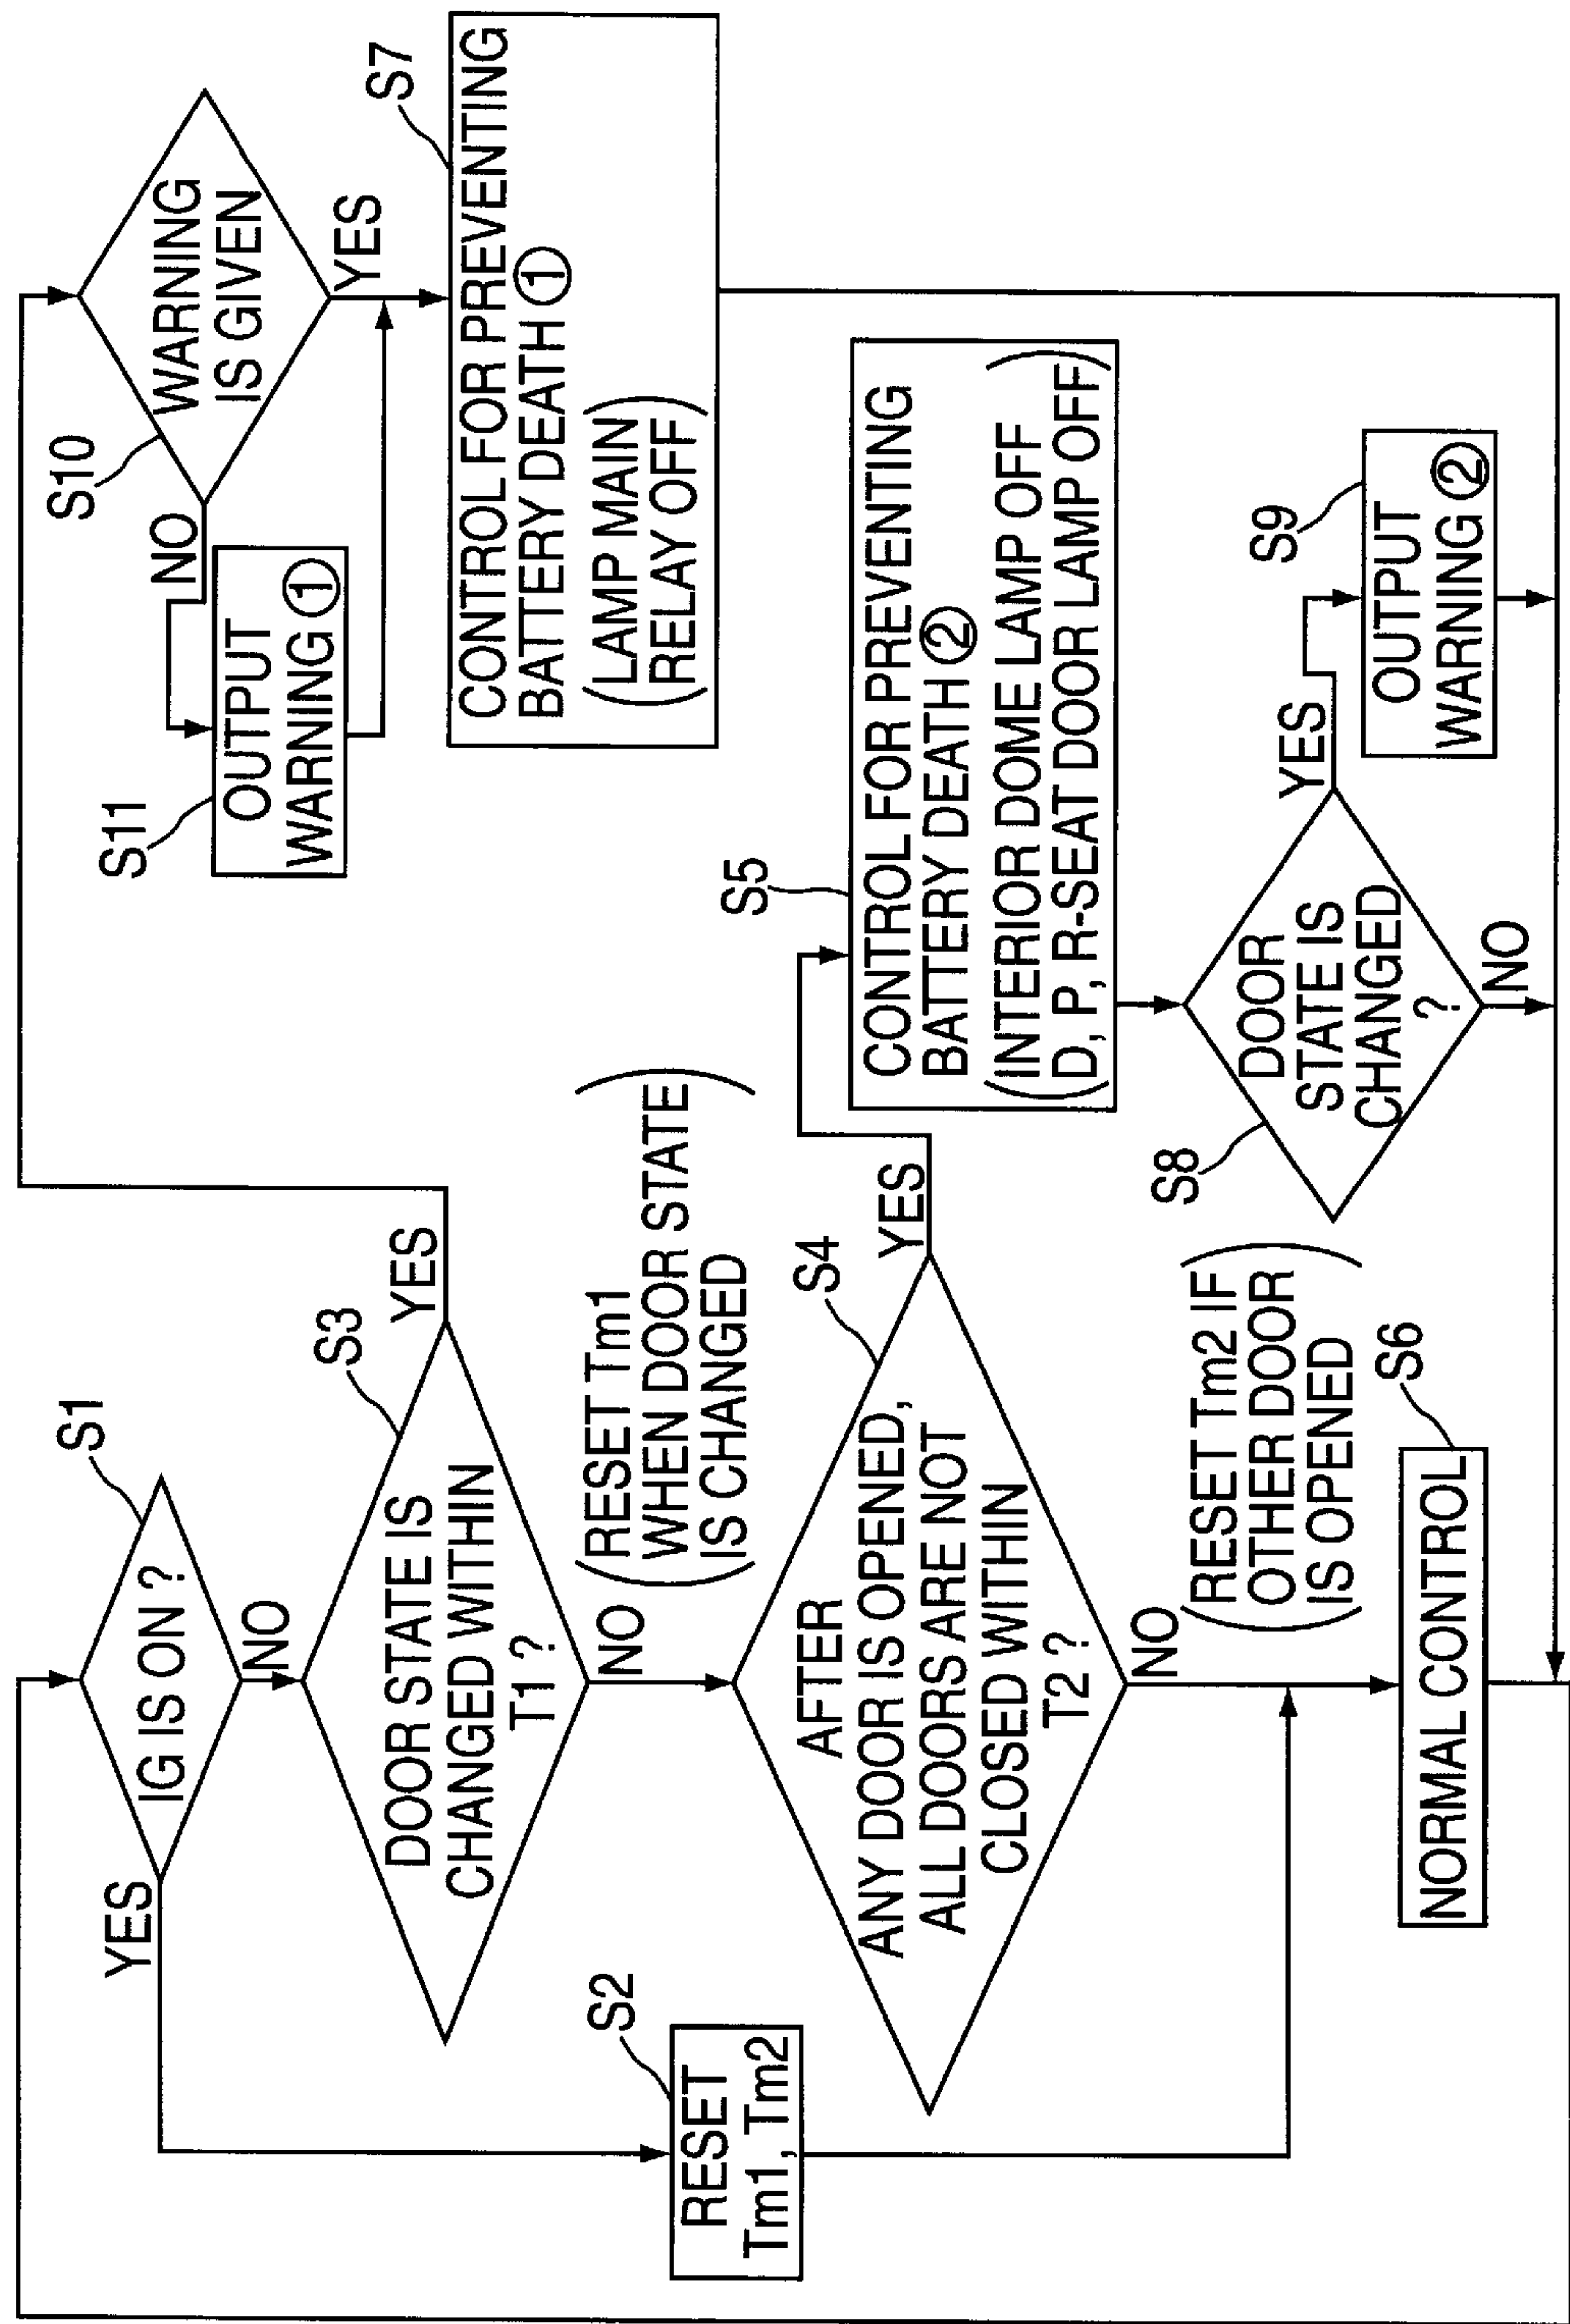 S1
IG IS ON ?
YES
NO
S3
DOOR STATE IS
CHANGED WITHIN
T1 ?
YES
NO
(RESET Tm1
WHEN DOOR STATE
IS CHANGED)
S2
RESET
Tm1, Tm2
S4
AFTER
ANY DOOR IS OPENED,
ALL DOORS ARE NOT
CLOSED WITHIN
T2 ?
YES
NO
(RESET Tm2 IF
OTHER DOOR
IS OPENED)
S6
NORMAL CONTROL
S10
WARNING
IS GIVEN
NO
YES
S11
OUTPUT
WARNING ①
S7
CONTROL FOR PREVENTING
BATTERY DEATH ①
(LAMP MAIN
RELAY OFF)
S5
CONTROL FOR PREVENTING
BATTERY DEATH ②
(INTERIOR DOME LAMP OFF
D, P, R-SEAT DOOR LAMP OFF)
S8
DOOR
STATE IS
CHANGED
?
YES
NO
S9
OUTPUT
WARNING ②